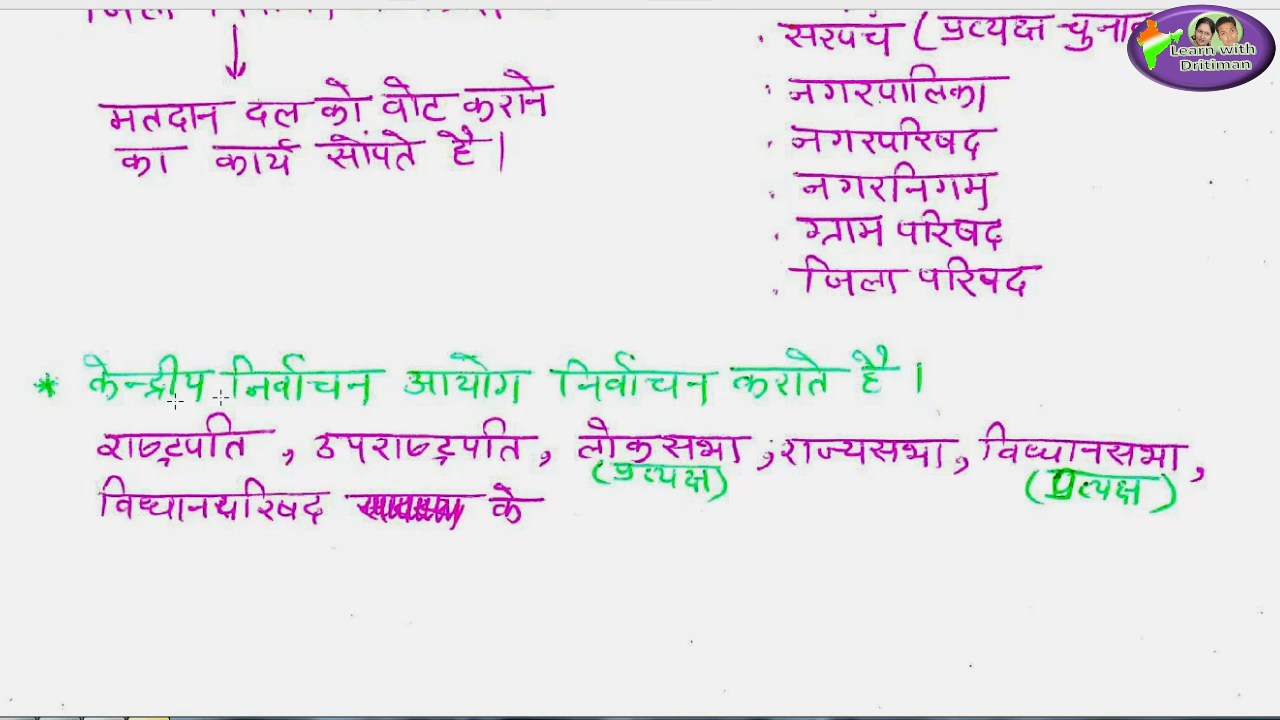 जिला
मतदान दल को वोट कराने
का कार्य सोंपते है।
सरपंच (प्रत्यक्ष चुनाव
नगरपालिका
नगरपरिषद
नगरनिगम
ग्राम परिषद
जिला परिषद
Learn with
Dritiman
* केन्द्रीय निर्वाचन आयोग निर्वाचन कराते है।
राष्ट्रपति, उपराष्ट्रपति, लोकसभा, राज्यसभा, विधानसभा,
(प्रत्यक्ष) (प्रत्यक्ष)
विधानपरिषद के